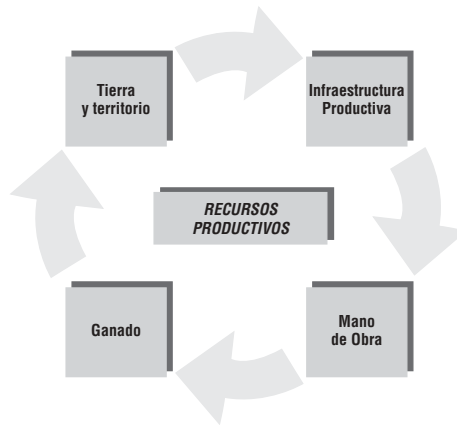 Tierra
y territorio
Infraestructura
Productiva
RECURSOS
PRODUCTIVOS
Ganado
Mano
de Obra